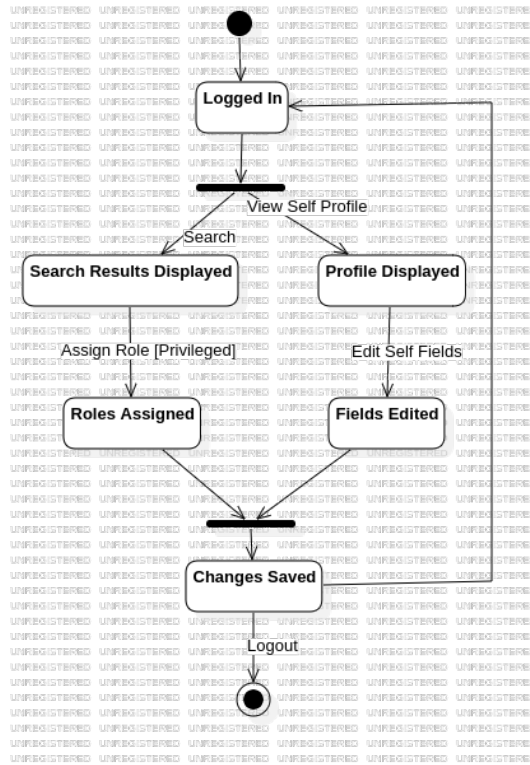 Logged In
View Self Profile
Search
Search Results Displayed
Profile Displayed
Assign Role [Privileged]
Edit Self Fields
Roles Assigned
Fields Edited
Changes Saved
Logout
UNREGISTERED